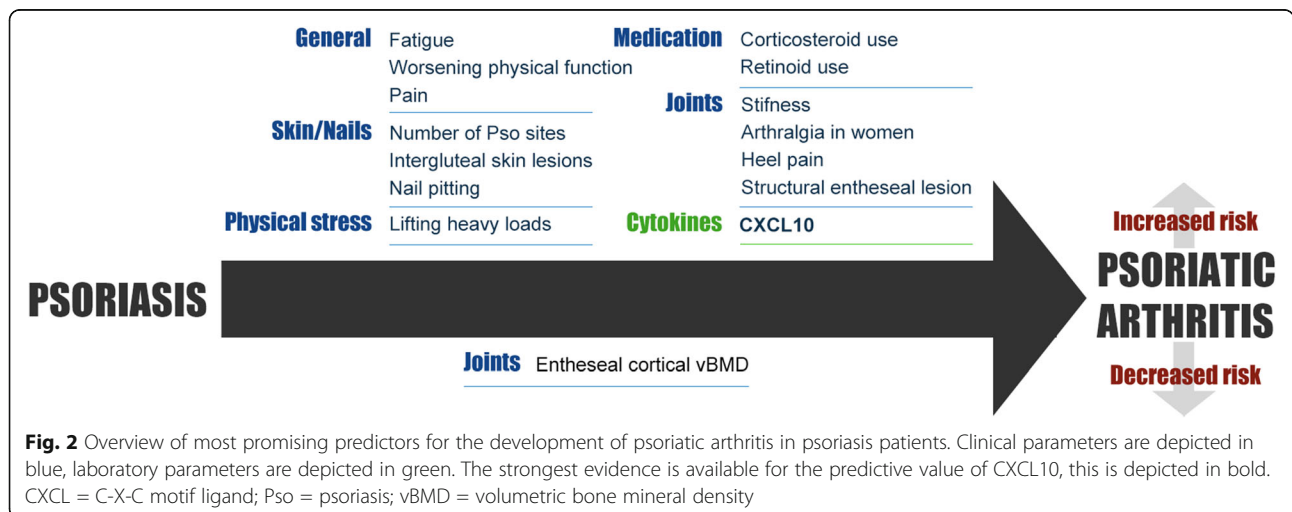 General Fatigue
Worsening physical function
Pain
Skin/Nails Number of Pso sites
Intergluteal skin lesions
Nail pitting
Physical stress Lifting heavy loads
Medication Corticosteroid use
Retinoid use
Joints Stifness
Arthralgia in women
Heel pain
Structural entheseal lesion
Cytokines CXCL10
PSORIASIS
Increased risk
PSORIATIC
ARTHRITIS
Decreased risk
Joints Entheseal cortical vBMD
Fig. 2 Overview of most promising predictors for the development of psoriatic arthritis in psoriasis patients. Clinical parameters are depicted in
blue, laboratory parameters are depicted in green. The strongest evidence is available for the predictive value of CXCL10, this is depicted in bold.
CXCL = C-X-C motif ligand; Pso = psoriasis; vBMD = volumetric bone mineral density